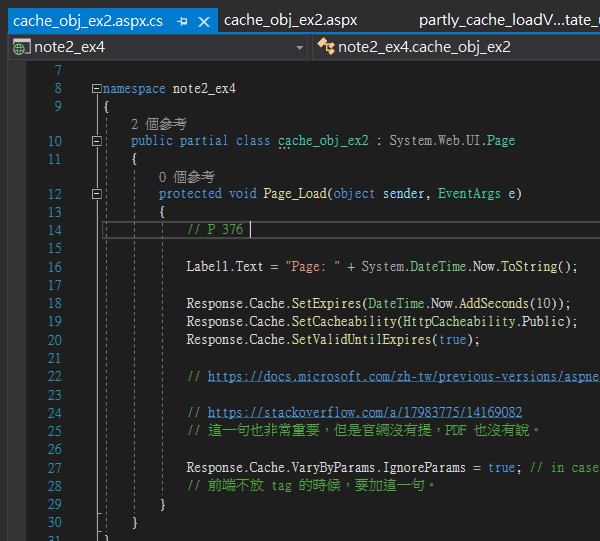 cache_obj_ex2.aspx.cs cache_obj_ex2.aspx partly_cache_loadV...tate_
note2_ex4 note2_ex4.cache_obj_ex2
7
8 namespace note2_ex4
9 {
2 個參考
10 public partial class cache_obj_ex2 : System.Web.UI.Page
11 {
0 個參考
12 protected void Page_Load(object sender, EventArgs e)
13 {
14 // P 376
15
16 Label1.Text = "Page: " + System.DateTime.Now.ToString();
17
18 Response.Cache.SetExpires(DateTime.Now.AddSeconds(10));
19 Response.Cache.SetCacheability(HttpCacheability.Public);
20 Response.Cache.SetValidUntilExpires(true);
21
22 // https://docs.microsoft.com/zh-tw/previous-versions/aspne
23
24 // https://stackoverflow.com/a/17983775/14169082
25 // 這一句也非常重要，但是官網沒有提，PDF 也沒有說。
26
27 Response.Cache.VaryByParams.IgnoreParams = true; // in case
28 // 前端不放 tag 的時候，要加這一句。
29 }
30 }
31 }